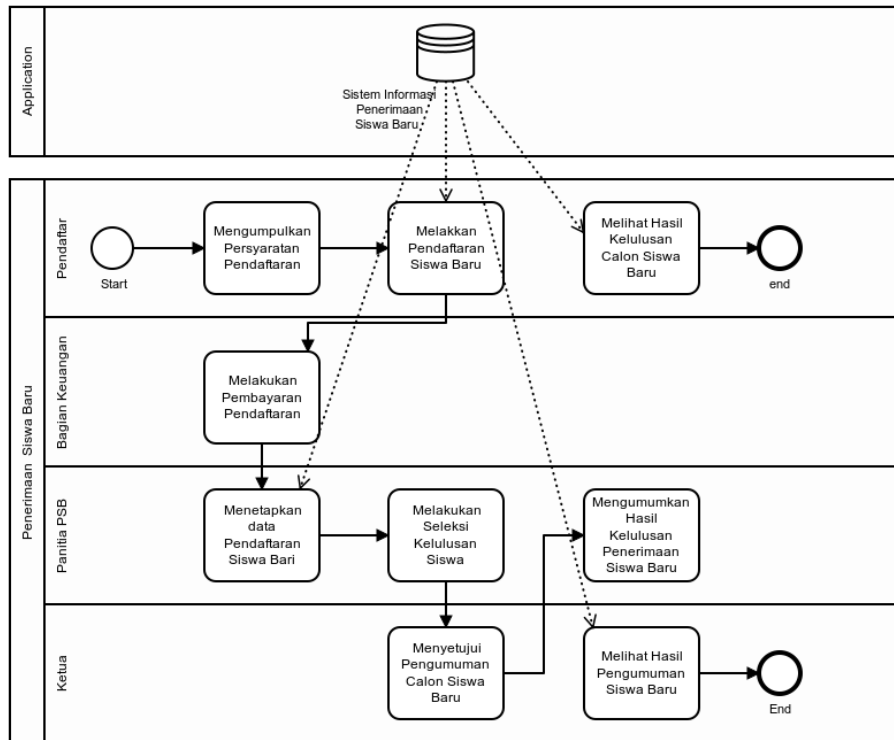 Application
Sistem Informasi
Penerimaan
Siswa Baru
Penerimaan Siswa Baru
Pendaftar
Start
Mengumpulkan
Persyaratan
Pendaftaran
Melakkan
Pendaftaran
Siswa Baru
Melihat Hasil
Kelulusan
Calon Siswa
Baru
end
Bagian Keuangan
Melakukan
Pembayaran
Pendaftaran
Panitia PSB
Menetapkan
data
Pendaftaran
Siswa Bari
Melakukan
Seleksi
Kelulusan
Siswa
Mengumumkan
Hasil
Kelulusan
Penerimaan
Siswa Baru
Ketua
Menyetujui
Pengumuman
Calon Siswa
Baru
Melihat Hasil
Pengumuman
Siswa Baru
End